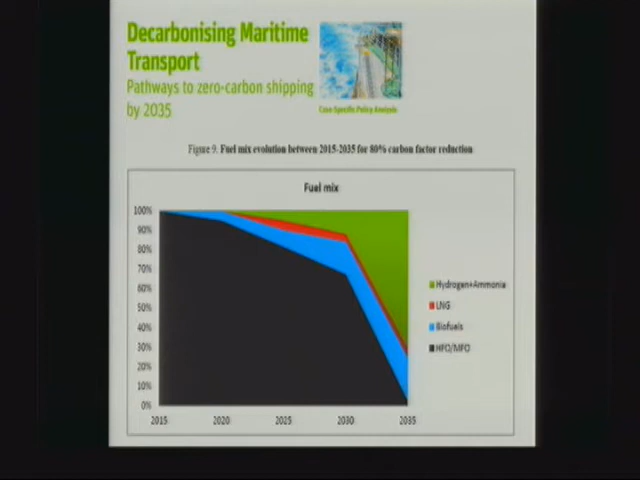 Decarbonising Maritime
Transport
Pathways to zero-carbon shipping
by 2035
Case-Specific Policy Analysis
Figure 9. Fuel mix evolution between 2015-2035 for 80% carbon factor reduction
Fuel mix
100%
90%
80%
70%
60%
50%
40%
30%
20%
10%
0%
2015 2020 2025 2030 2035
Hydrogen+Ammonia
LNG
Biofuels
HFO/MFO